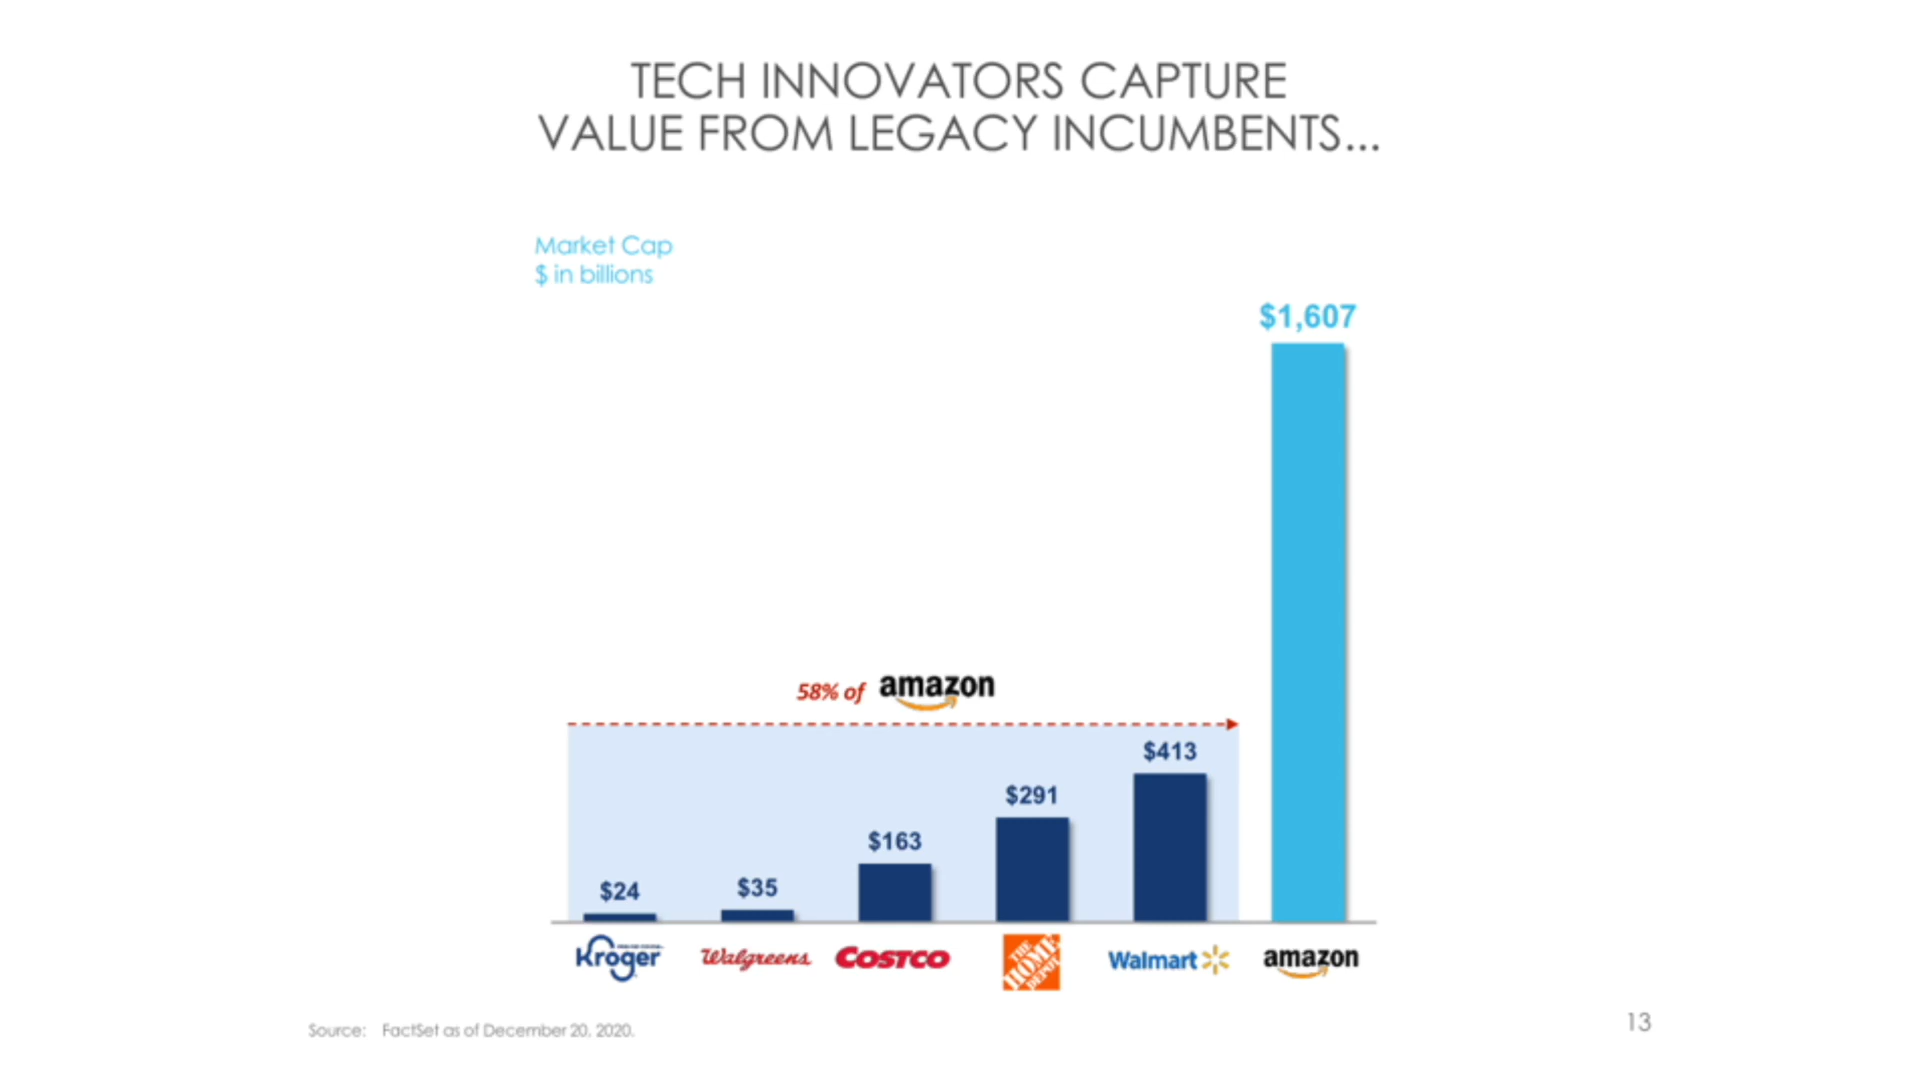 TECH INNOVATORS CAPTURE
VALUE FROM LEGACY INCUMBENTS...
Market Cap
$ in billions
$1,607
58% of amazon
$413
$291
$163
$35
$24
Kroger Walgreens COSTCO THE HOME DEPOT Walmart amazon
Source: FactSet as of December 20, 2020.
13